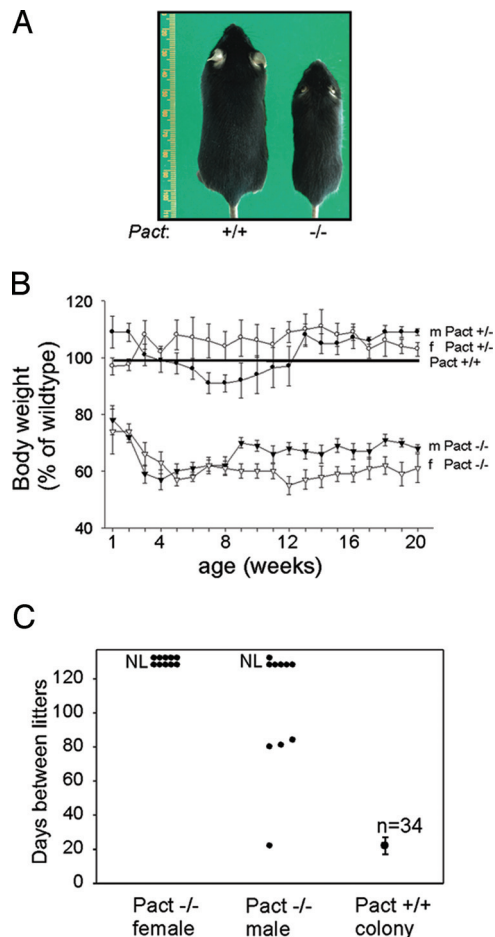 A
Pact: +/+ -/-
B
Body weight
(% of wildtype)
120
100
80
60
40
m Pact +/-
f Pact +/-
Pact +/+
m Pact -/-
f Pact -/-
1 4 8 12 16 20
age (weeks)
C
Days between litters
120
80
60
40
20
0
NL NL
n=34
Pact -/- Pact -/- Pact +/+
female male colony